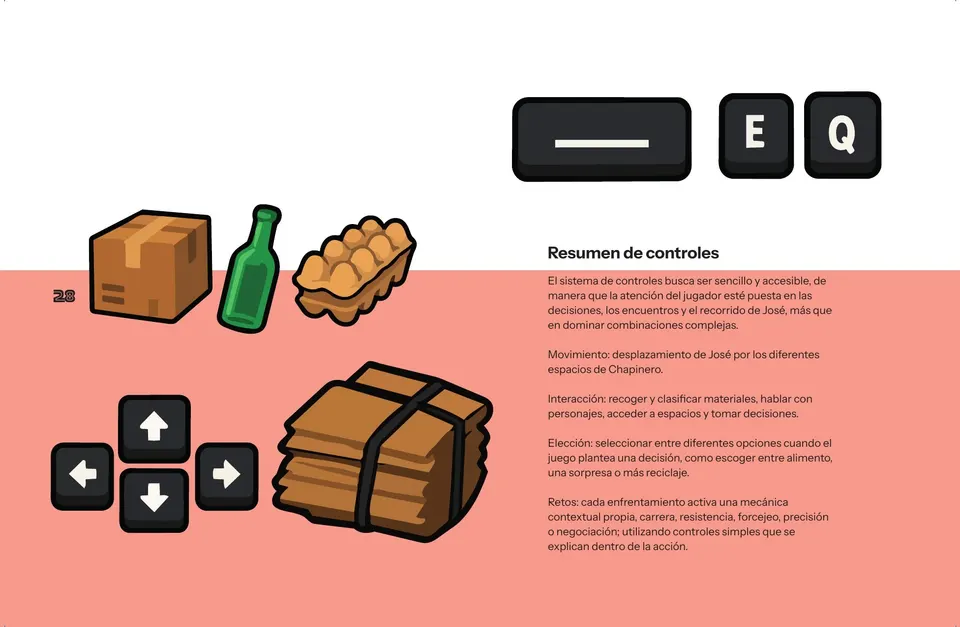 E
Q
Resumen de controles
28
El sistema de controles busca ser sencillo y accesible, de
manera que la atención del jugador esté puesta en las
decisiones, los encuentros y el recorrido de José, más que
en dominar combinaciones complejas.
Movimiento: desplazamiento de José por los diferentes
espacios de Chapinero.
Interacción: recoger y clasificar materiales, hablar con
personajes, acceder a espacios y tomar decisiones.
Elección: seleccionar entre diferentes opciones cuando el
juego plantea una decisión, como escoger entre alimento,
una sorpresa o más reciclaje.
Retos: cada enfrentamiento activa una mecánica
contextual propia, carrera, resistencia, forcejeo, precisión
o negociación; utilizando controles simples que se
explican dentro de la acción.